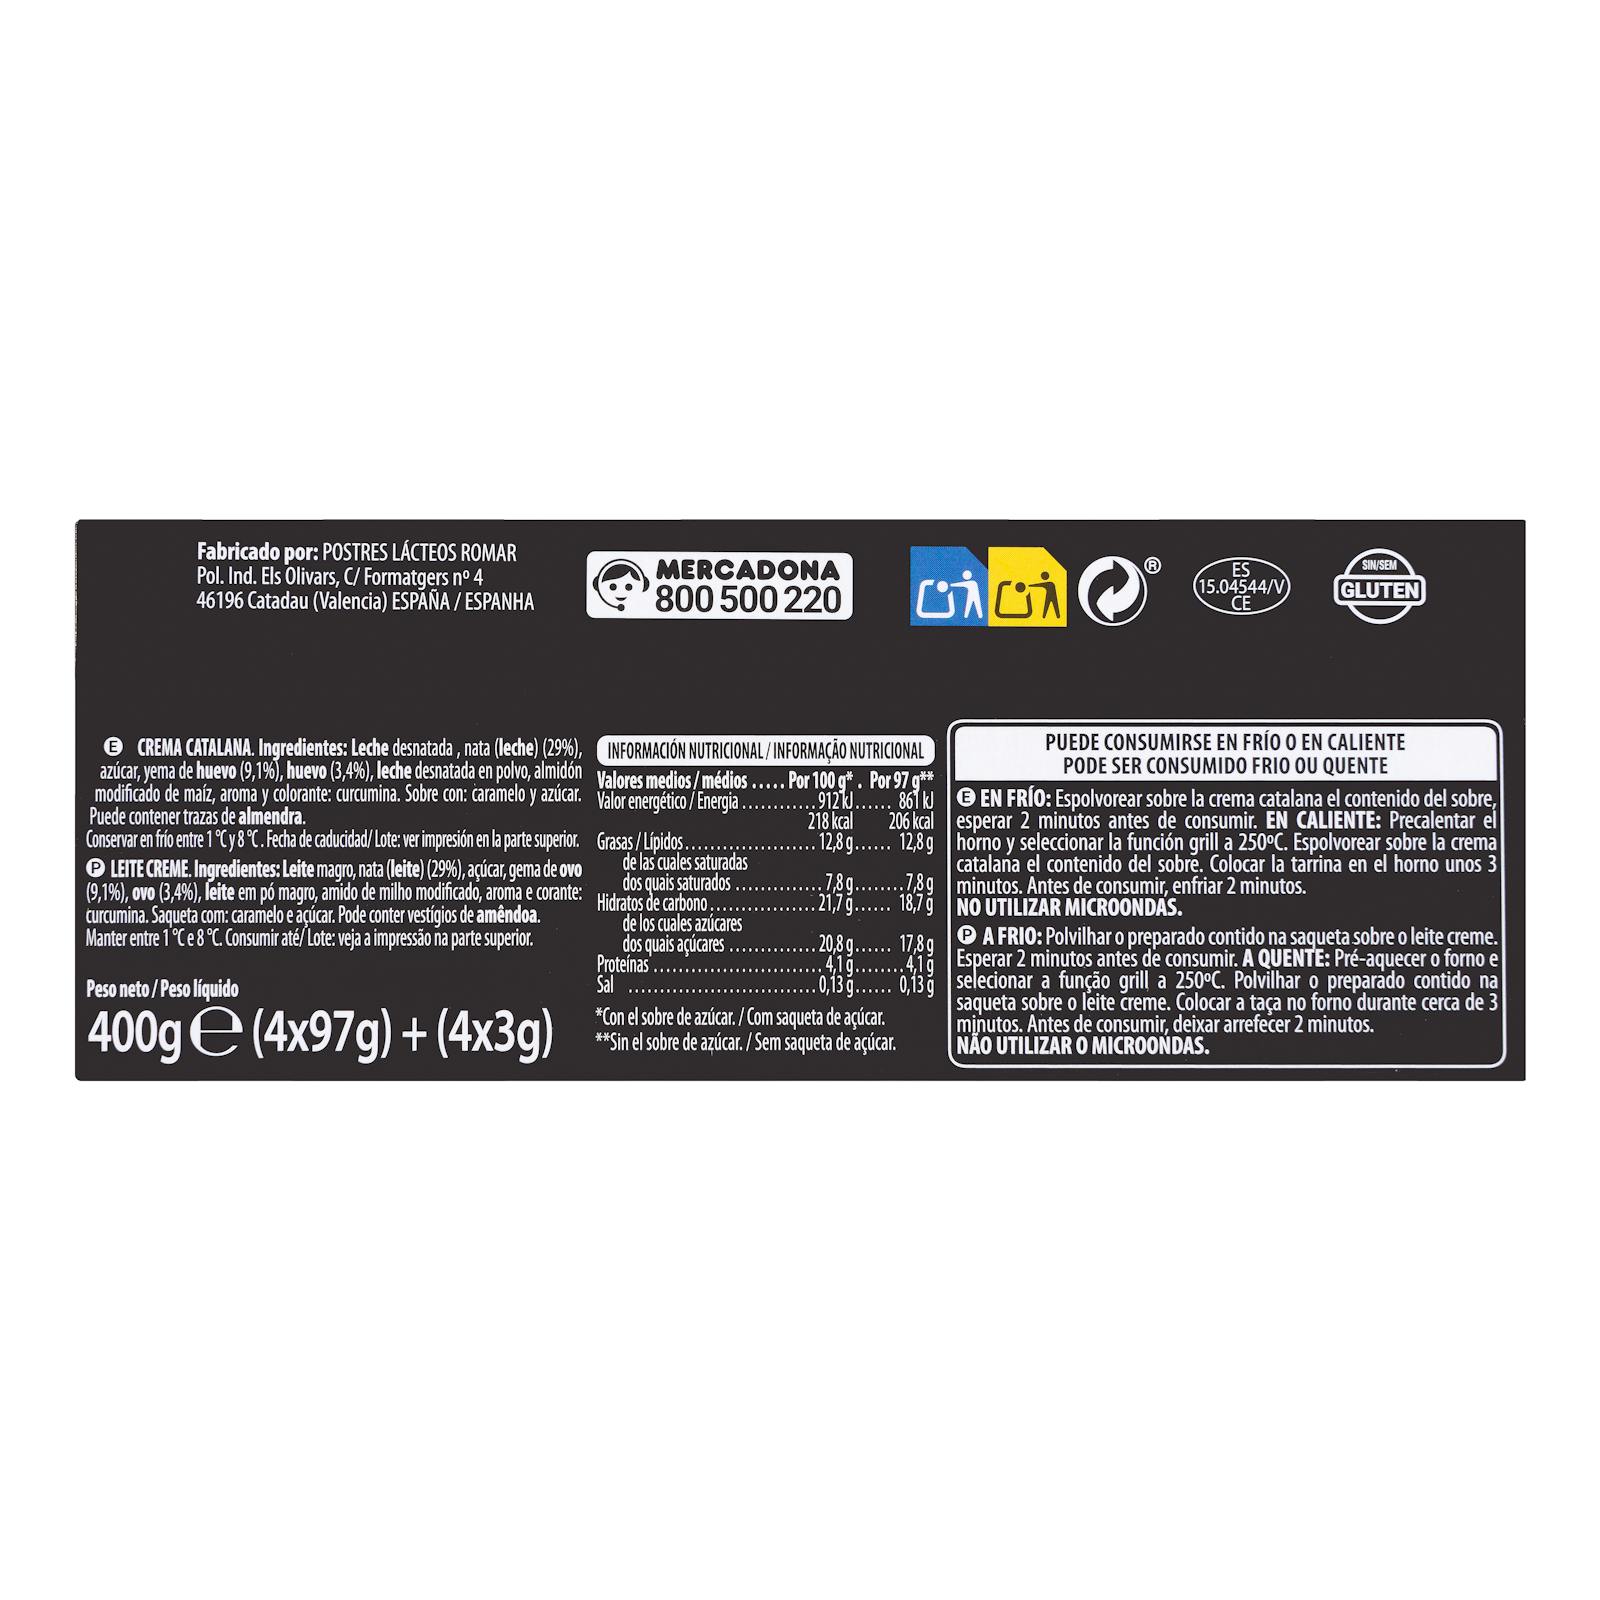 Fabricado por: POSTRES LÁCTEOS ROMAR
Pol. Ind. Els Olivars, C/ Formatgers nº 4
46196 Catadau (Valencia) ESPAÑA / ESPANHA
MERCADONA
800 500 220
®
ES
15.04544/V
CE
SIN/SEM
GLUTEN
E CREMA CATALANA. Ingredientes: Leche desnatada , nata (leche) (29%),
azúcar, yema de huevo (9,1%), huevo (3,4%), leche desnatada en polvo, almidón
modificado de maíz, aroma y colorante: curcumina. Sobre con: caramelo y azúcar.
Puede contener trazas de almendra.
Conservar en frío entre 1 °C y 8 °C . Fecha de caducidad/ Lote: ver impresión en la parte superior.
P LEITE CREME. Ingredientes: Leite magro, nata (leite) (29%), açúcar, gema de ovo
(9,1%), ovo (3,4%), leite em pó magro, amido de milho modificado, aroma e corante:
curcumina. Saqueta com: caramelo e açúcar. Pode conter vestígios de amêndoa.
Manter entre 1 °C e 8 °C. Consumir até/ Lote: veja a impressão na parte superior.
Peso neto / Peso líquido
400g ℮ (4x97g) + (4x3g)
INFORMACIÓN NUTRICIONAL / INFORMAÇÃO NUTRICIONAL
Valores medios / médios ..... Por 100 g* . Por 97 g**
Valor energético / Energia ............ 912 kJ...... 861 kJ
218 kcal 206 kcal
Grasas / Lípidos...................... 12,8 g...... 12,8 g
de las cuales saturadas
dos quais saturados .............. 7,8 g........ 7,8 g
Hidratos de carbono ................. 21,7 g...... 18,7 g
de los cuales azúcares
dos quais açúcares ............... 20,8 g...... 17,8 g
Proteínas ........................... 4,1 g........ 4,1 g
Sal ............................... 0,13 g...... 0,13 g
*Con el sobre de azúcar. / Com saqueta de açúcar.
**Sin el sobre de azúcar. / Sem saqueta de açúcar.
PUEDE CONSUMIRSE EN FRÍO O EN CALIENTE
PODE SER CONSUMIDO FRIO OU QUENTE
E EN FRÍO: Espolvorear sobre la crema catalana el contenido del sobre,
esperar 2 minutos antes de consumir. EN CALIENTE: Precalentar el
horno y seleccionar la función grill a 250ºC. Espolvorear sobre la crema
catalana el contenido del sobre. Colocar la tarrina en el horno unos 3
minutos. Antes de consumir, enfriar 2 minutos.
NO UTILIZAR MICROONDAS.
P A FRIO: Polvilhar o preparado contido na saqueta sobre o leite creme.
Esperar 2 minutos antes de consumir. A QUENTE: Pré-aquecer o forno e
selecionar a função grill a 250ºC. Polvilhar o preparado contido na
saqueta sobre o leite creme. Colocar a taça no forno durante cerca de 3
minutos. Antes de consumir, deixar arrefecer 2 minutos.
NÃO UTILIZAR O MICROONDAS.